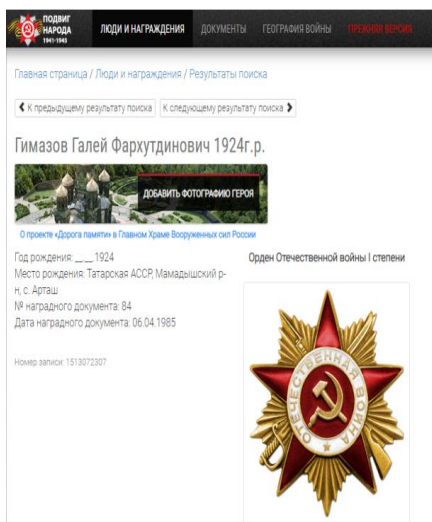 ПОДВИГ
НАРОДА
1941-1945
ЛЮДИ И НАГРАЖДЕНИЯ
ДОКУМЕНТЫ
ГЕОГРАФИЯ ВОЙНЫ
ПРЕЖНЯЯ ВЕРСИЯ
Главная страница / Люди и награждения / Результаты поиска
К предыдущему результату поиска
К следующему результату поиска
Гимазов Галей Фархутдинович 1924г.р.
ДОБАВИТЬ ФОТОГРАФИЮ ГЕРОЯ
О проекте «Дорога памяти» в Главном Храме Вооруженных сил России
Год рождения: __.__.1924
Место рождения: Татарская АССР, Мамадышский р-
н, с. Арташ
№ наградного документа: 84
Дата наградного документа: 06.04.1985
Номер записи: 1513072307
Орден Отечественной войны I степени
ОТЕЧЕСТВЕННАЯ ВОЙНА